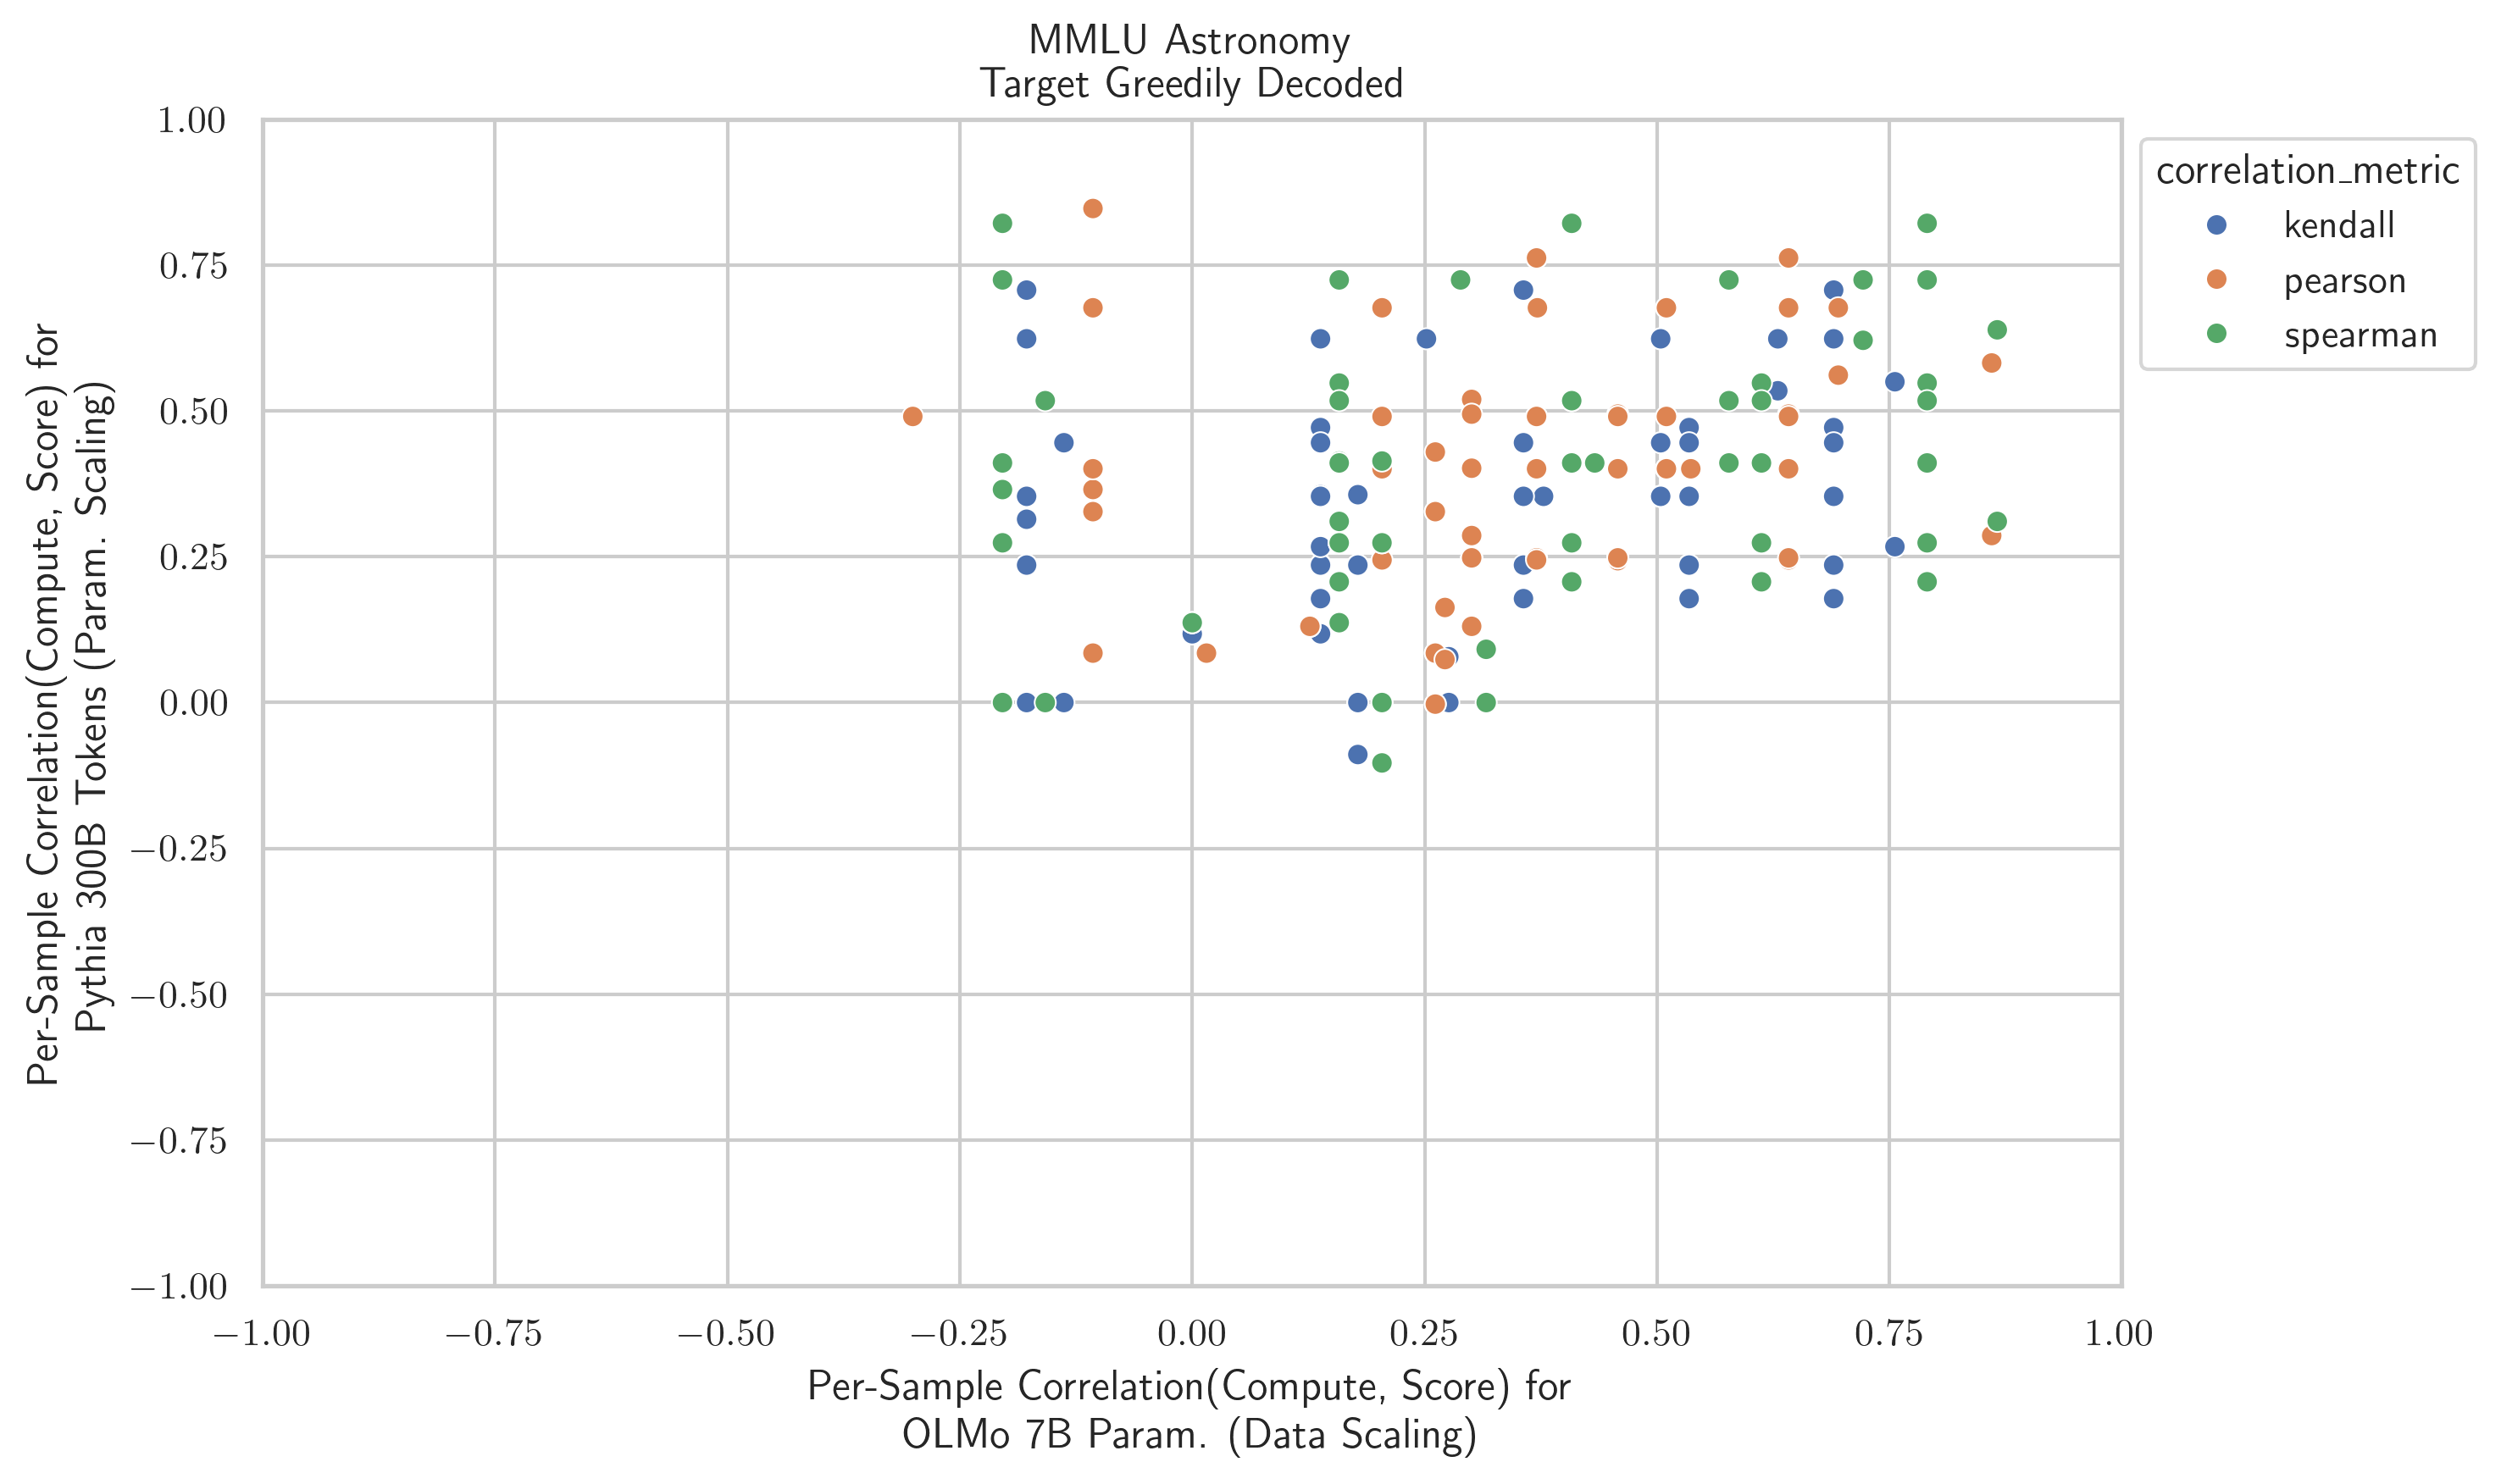 MMLU Astronomy
Target Greedily Decoded
Per-Sample Correlation(Compute, Score) for
Pythia 300B Tokens (Param. Scaling)
1.00
0.75
0.50
0.25
0.00
−0.25
−0.50
−0.75
−1.00
−1.00 −0.75 −0.50 −0.25 0.00 0.25 0.50 0.75 1.00
Per-Sample Correlation(Compute, Score) for
OLMo 7B Param. (Data Scaling)
correlation_metric
kendall
pearson
spearman